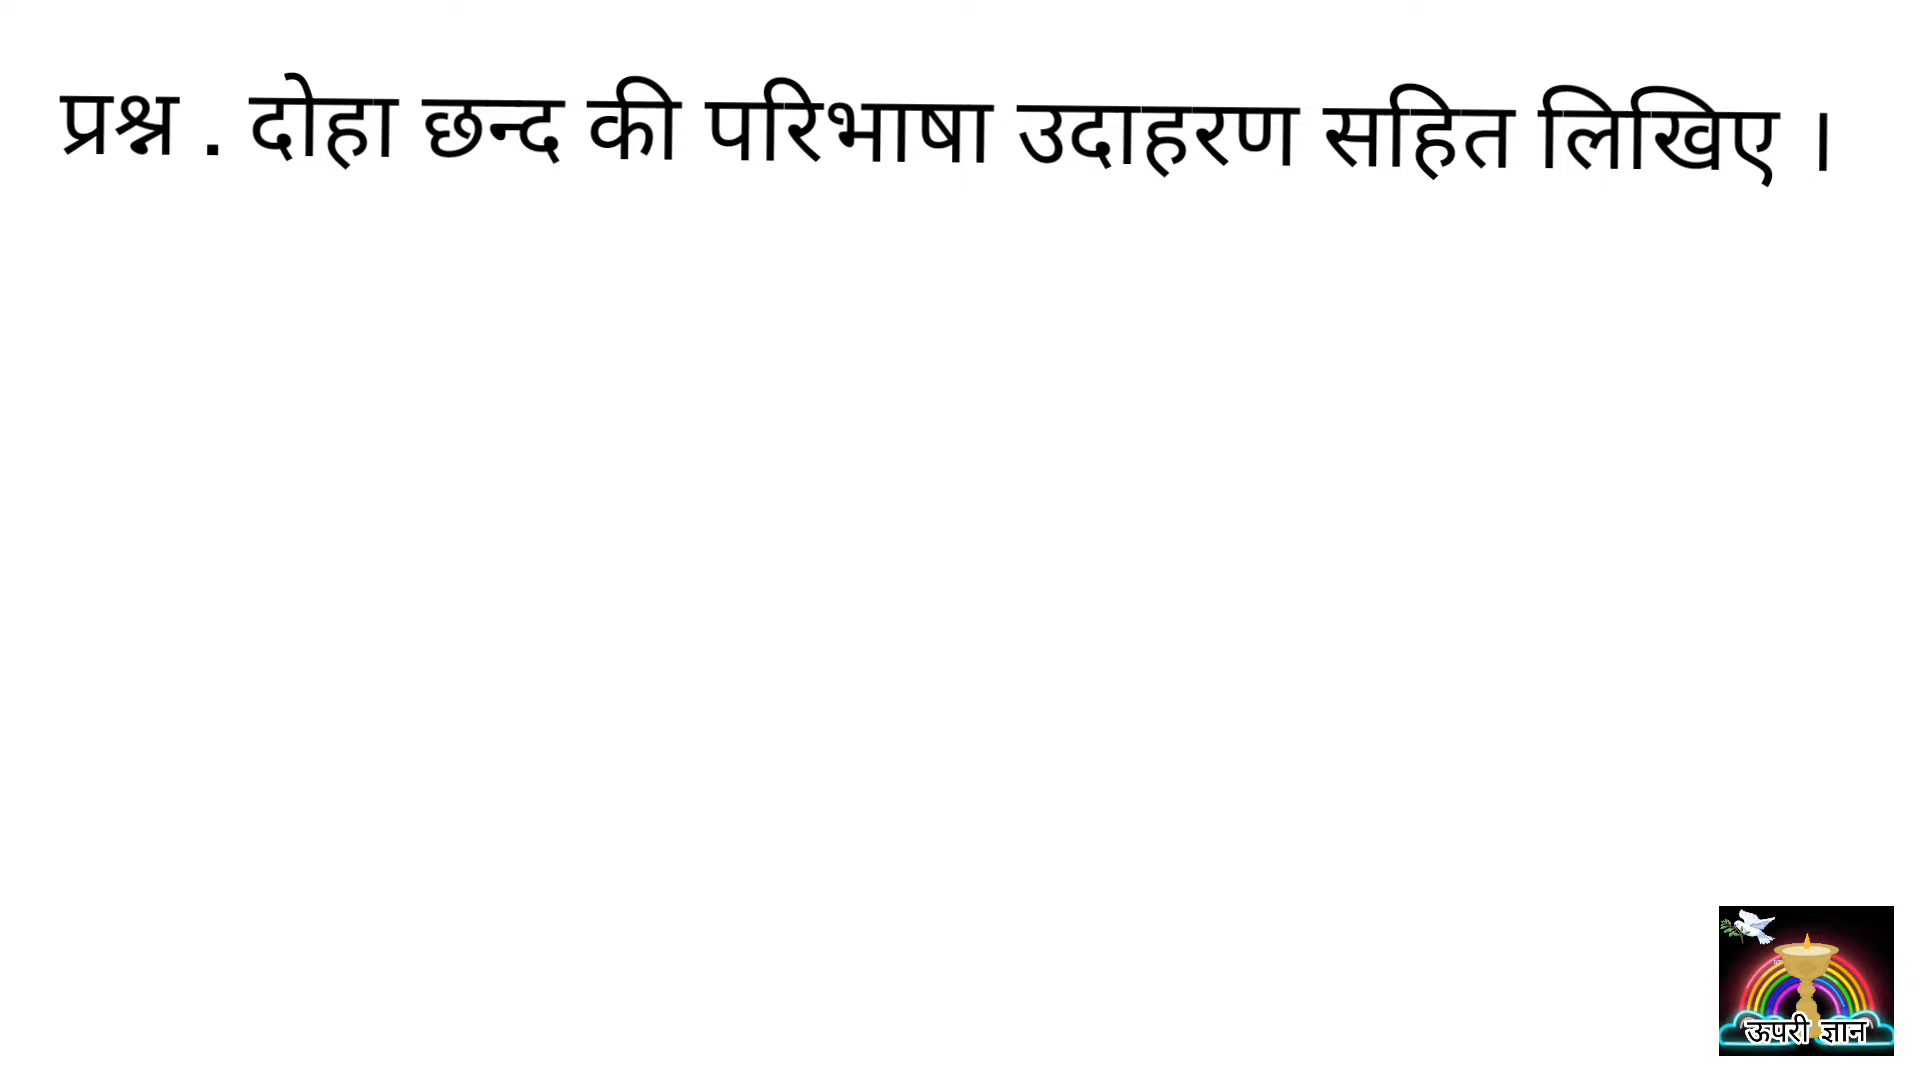 प्रश्न . दोहा छन्द की परिभाषा उदाहरण सहित लिखिए ।
ऊपरी ज्ञान